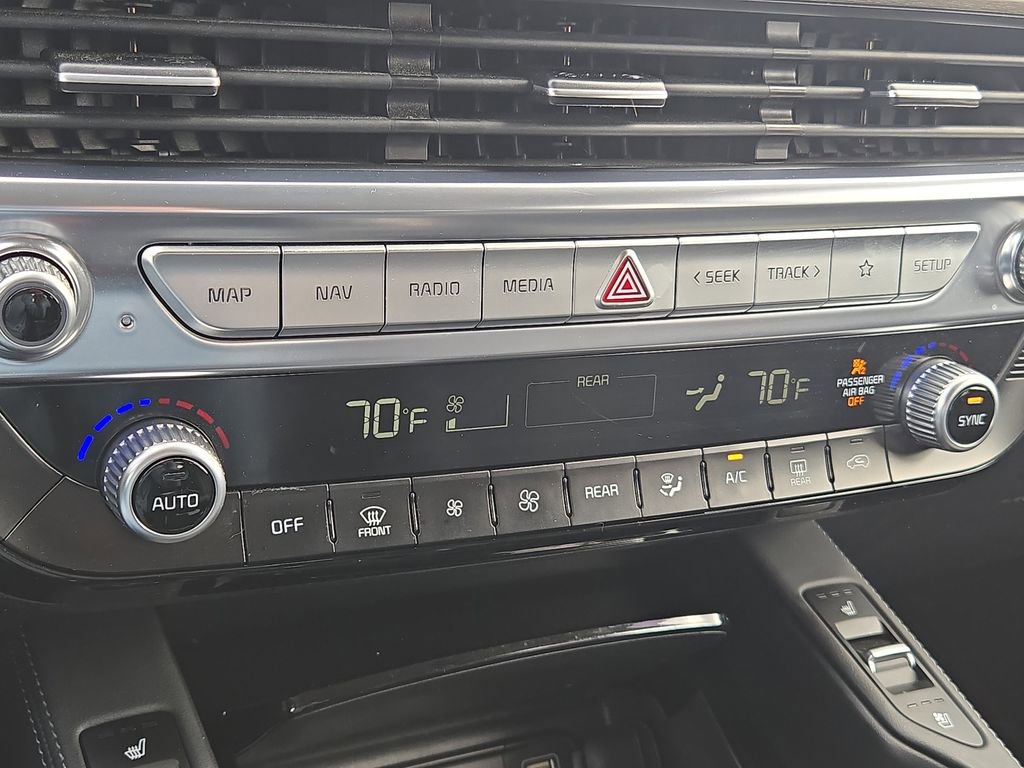 MAP NAV RADIO MEDIA < SEEK TRACK > SETUP
70°F REAR 70°F
PASSENGER
AIR BAG
OFF
SYNC
AUTO OFF FRONT REAR A/C REAR